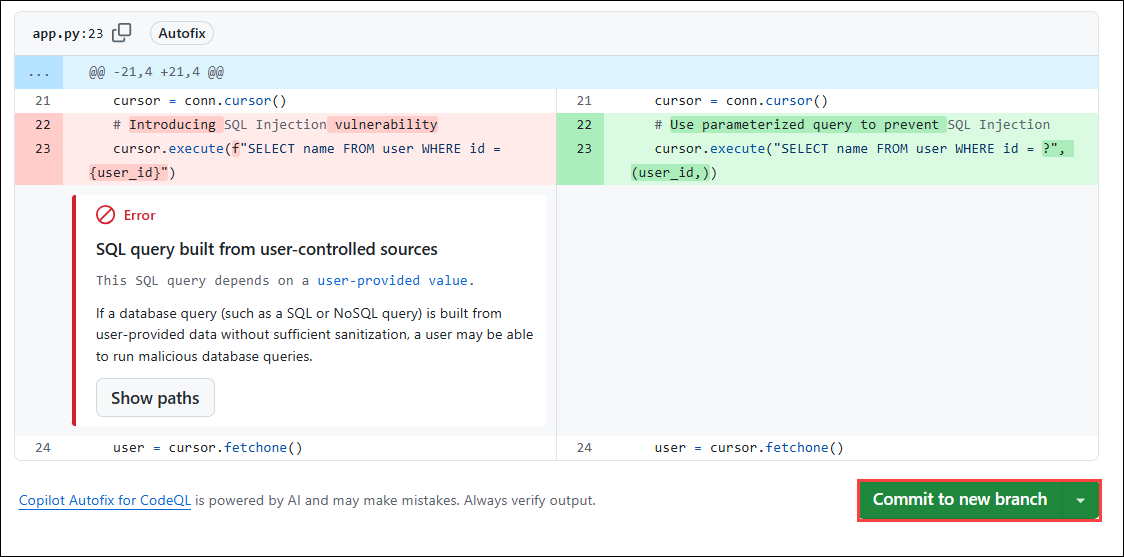 app.py:23 Autofix
... @@ -21,4 +21,4 @@
21 cursor = conn.cursor()
22 # Introducing SQL Injection vulnerability
23 cursor.execute(f"SELECT name FROM user WHERE id =
{user_id}")
Error
SQL query built from user-controlled sources
This SQL query depends on a user-provided value.
If a database query (such as a SQL or NoSQL query) is built from
user-provided data without sufficient sanitization, a user may be able
to run malicious database queries.
Show paths
24 user = cursor.fetchone()
21 cursor = conn.cursor()
22 # Use parameterized query to prevent SQL Injection
23 cursor.execute("SELECT name FROM user WHERE id = ?",
(user_id,))
24 user = cursor.fetchone()
Copilot Autofix for CodeQL is powered by AI and may make mistakes. Always verify output.
Commit to new branch